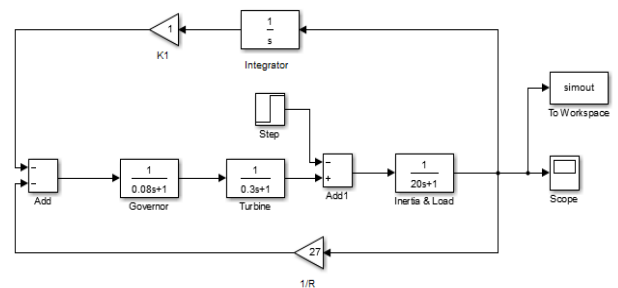 1
K1
1
s
Integrator
Step
simout
To Workspace
−
−
Add
1
0.08s+1
Governor
1
0.3s+1
Turbine
−
+
Add1
1
20s+1
Inertia & Load
Scope
27
1/R